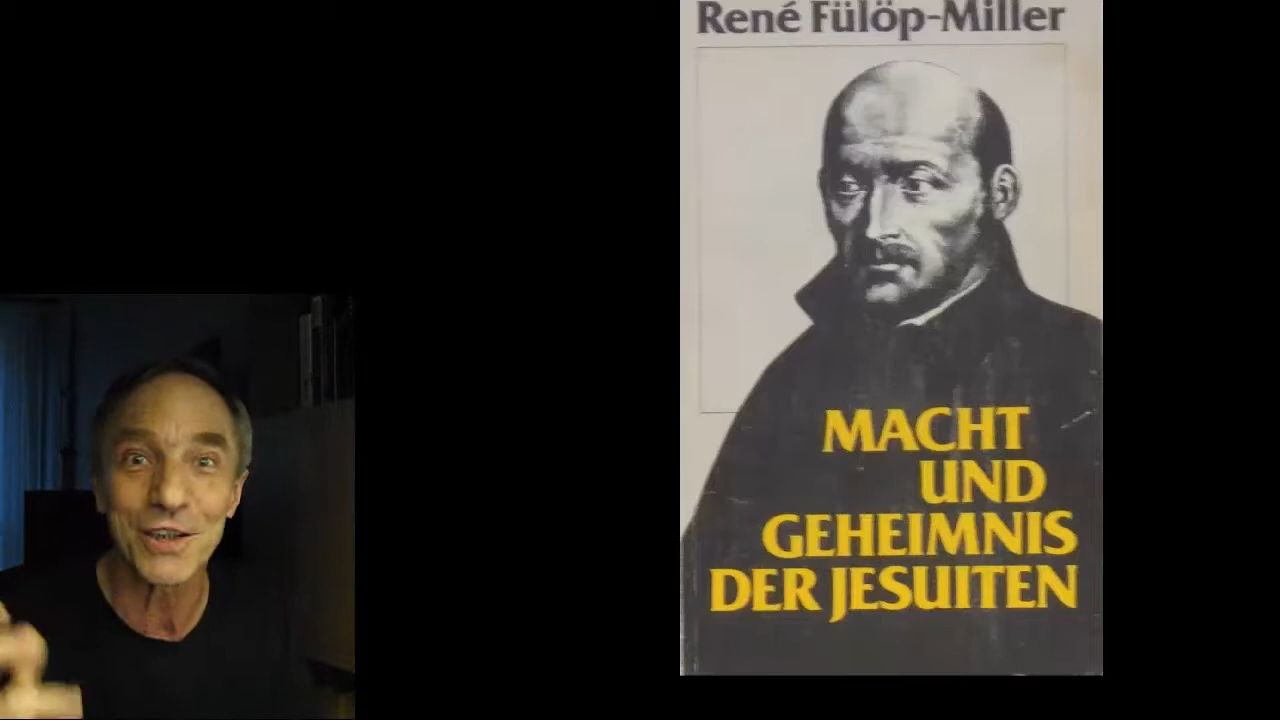 René Fülöp-Miller
MACHT
UND
GEHEIMNIS
DER JESUITEN